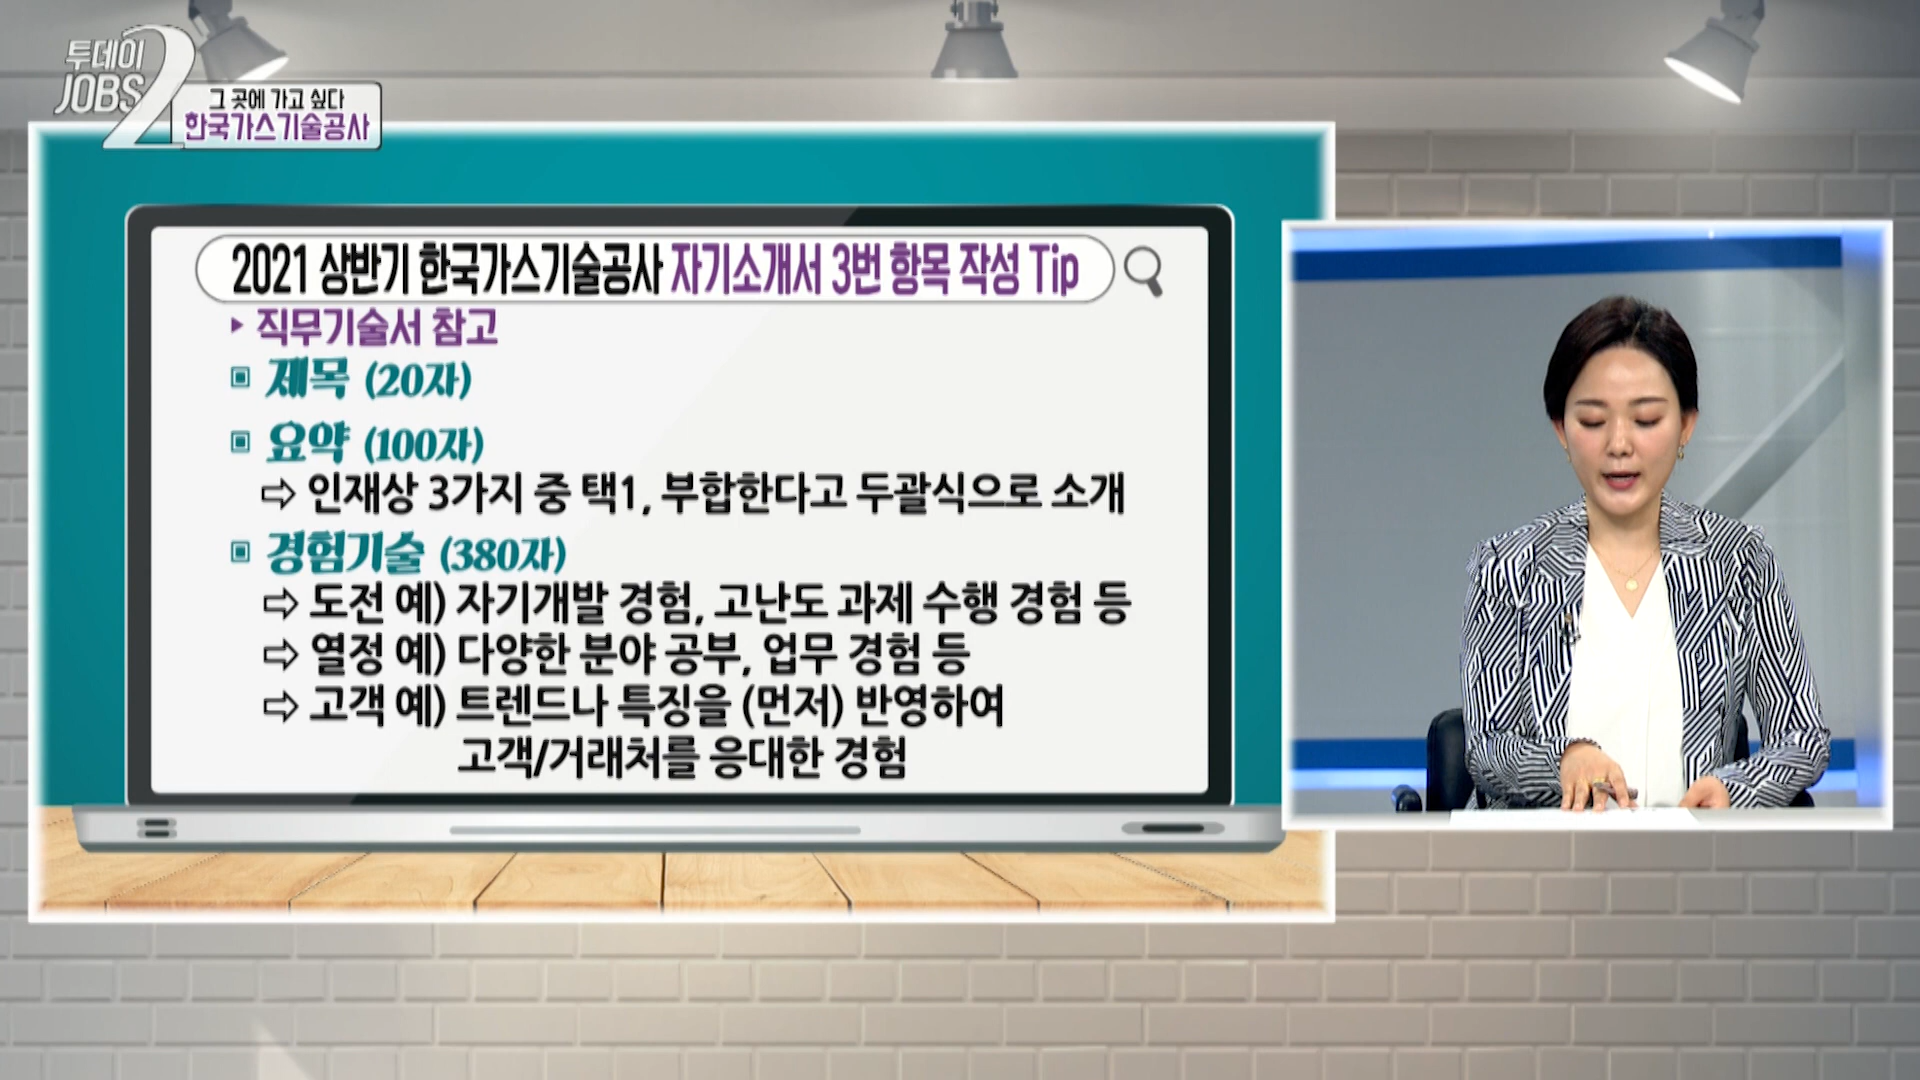 투데이
JOBS 2
그 곳에 가고 싶다
한국가스기술공사
2021 상반기 한국가스기술공사 자기소개서 3번 항목 작성 Tip
▸ 직무기술서 참고
▣ 제목 (20자)
▣ 요약 (100자)
⇨ 인재상 3가지 중 택1, 부합한다고 두괄식으로 소개
▣ 경험기술 (380자)
⇨ 도전 예) 자기개발 경험, 고난도 과제 수행 경험 등
⇨ 열정 예) 다양한 분야 공부, 업무 경험 등
⇨ 고객 예) 트렌드나 특징을 (먼저) 반영하여
고객/거래처를 응대한 경험